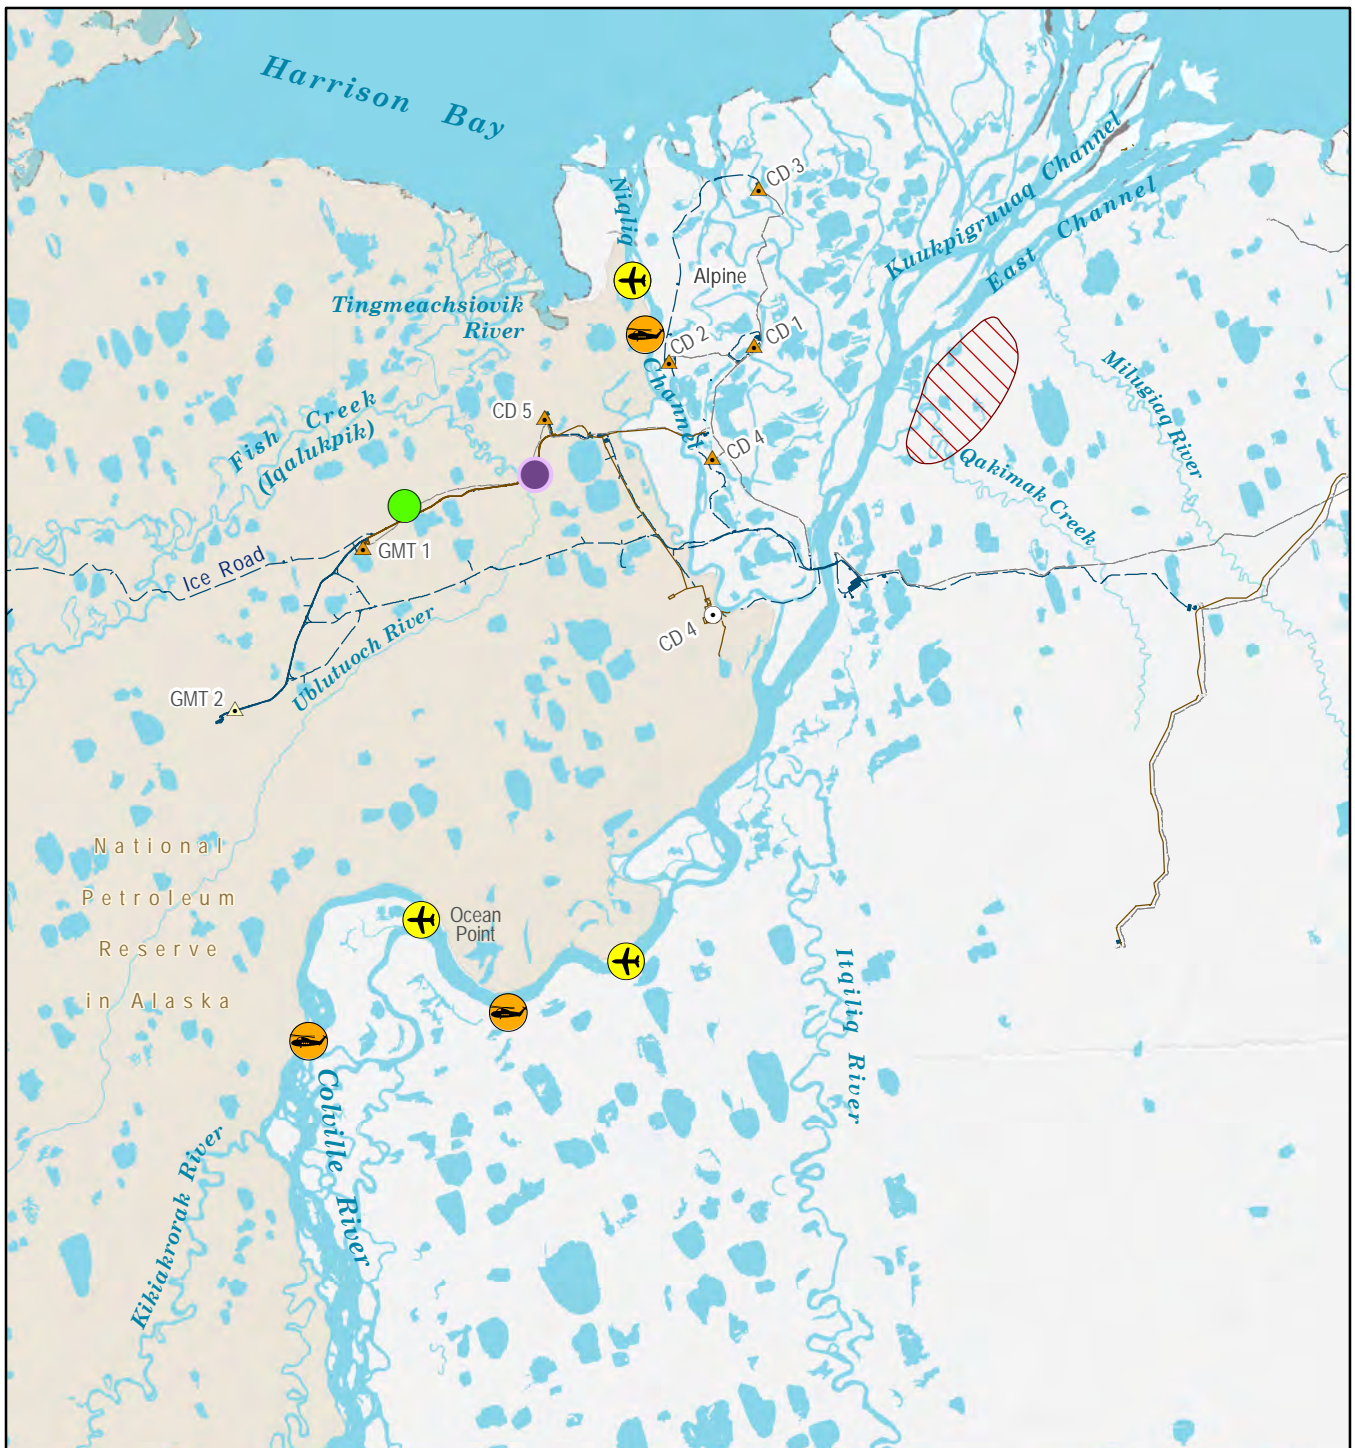 Harrison Bay
Niqliq
CD 3
Kuukpigruuaq Channel
East Channel
Alpine
Tingmeachsiovik
River
CD 2
CD 1
Channel
Milugiaq River
Fish Creek
(Iqalukpik)
CD 5
CD 4
Qakimak Creek
GMT 1
Ice Road
Ublutuoch River
CD 4
GMT 2
National
Petroleum
Reserve
in Alaska
Ocean
Point
Itqiliq River
Colville River
Kikiakrorak River